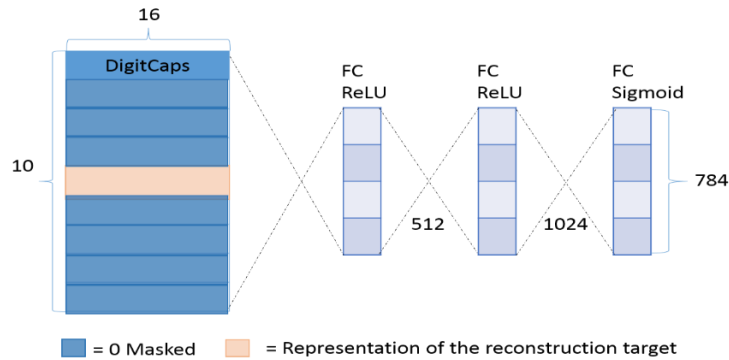 16
DigitCaps
10
FC
ReLU
FC
ReLU
FC
Sigmoid
512
1024
784
= 0 Masked
= Representation of the reconstruction target